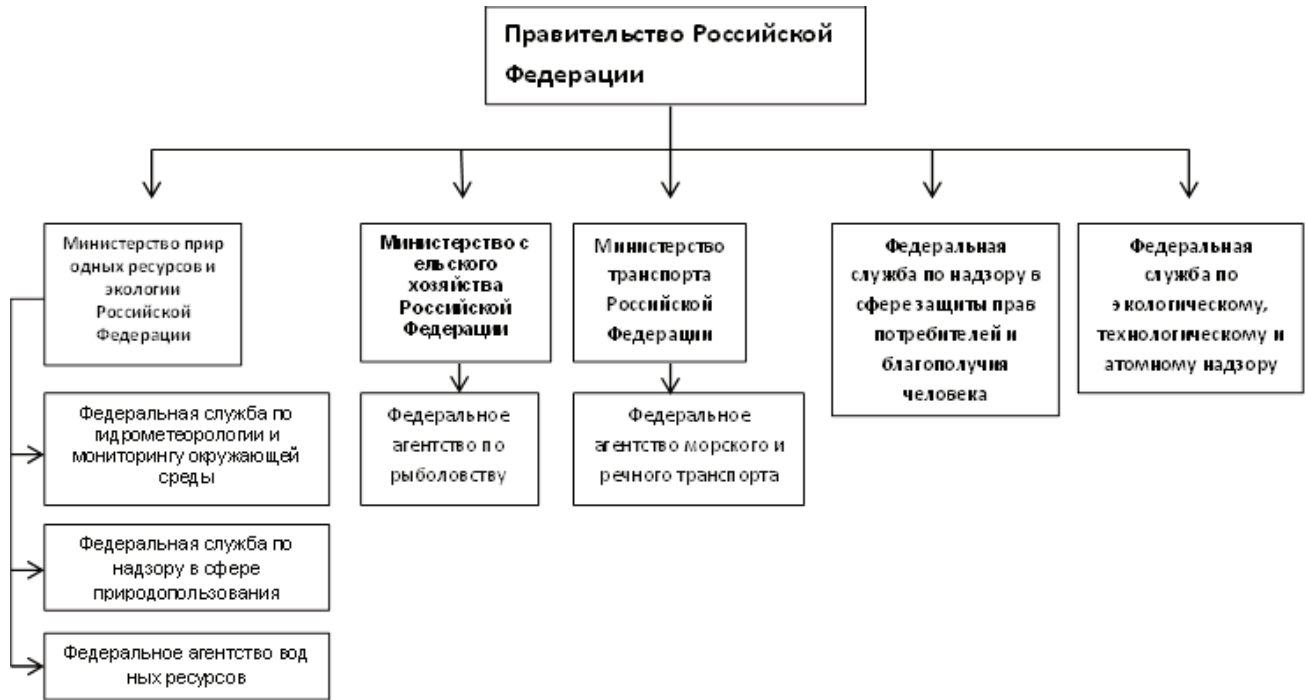 Правительство Российской
Федерации
Министерство прир
одных ресурсов и
экологии
Российской
Федерации
Министерство с
ельского
хозяйства
Российской
Федерации
Министерство
транспорта
Российской
Федерации
Федеральная
служба по надзору в
сфере защиты прав
потребителей и
благополучия
человека
Федеральная
служба по
экологическому,
технологическому и
атомному надзору
Федеральная служба по
гидрометеорологии и
мониторингу окружающей
среды
Федеральное
агентство по
рыболовству
Федеральное
агентство морского и
речного транспорта
Федеральная служба по
надзору в сфере
природопользования
Федеральное агентство вод
ных ресурсов